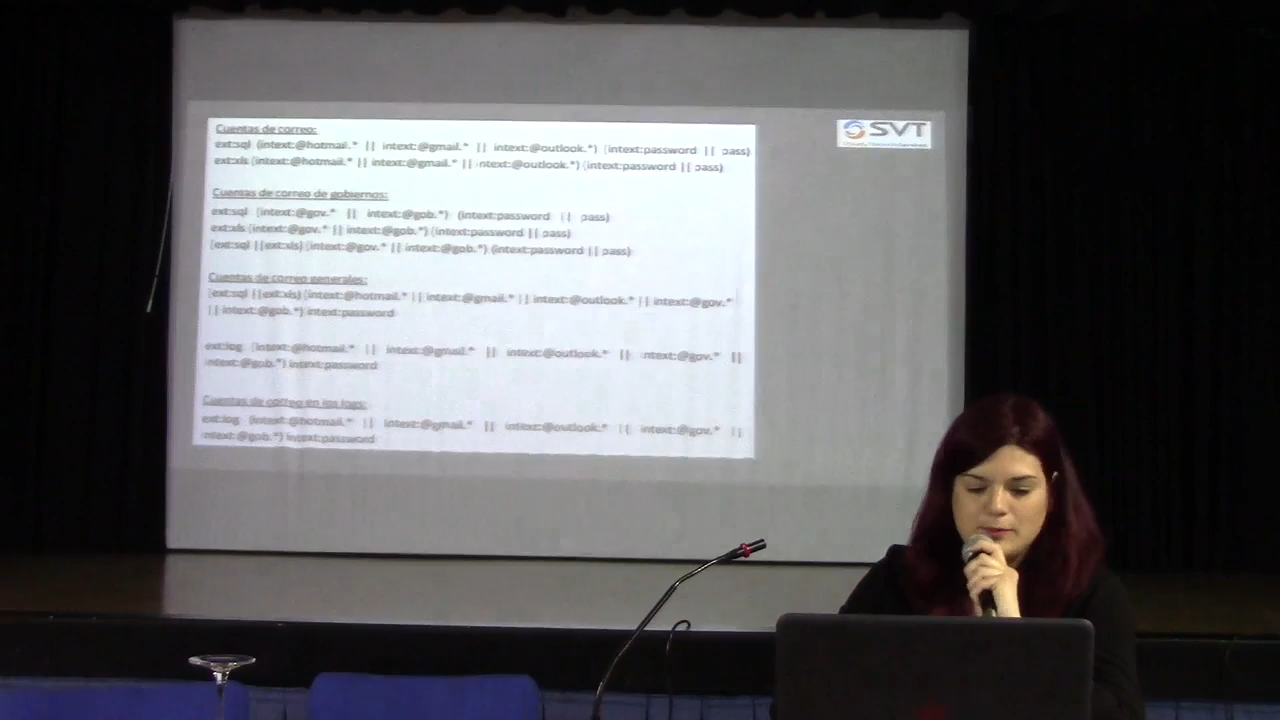 SVT
Cuentas de correo:
ext:sql (intext:@hotmail.* || intext:@gmail.* || intext:@outlook.*) (intext:password || pass)
ext:xls (intext:@hotmail.* || intext:@gmail.* || intext:@outlook.*) (intext:password || pass)
Cuentas de correo de gobiernos:
ext:sql (intext:@gov.* || intext:@gob.*) (intext:password || pass)
ext:xls (intext:@gov.* || intext:@gob.*) (intext:password || pass)
(ext:sql ||ext:xls) (intext:@gov.* || intext:@gob.*) (intext:password || pass)
Cuentas de correo generales:
(ext:sql ||ext:xls) (intext:@hotmail.* || intext:@gmail.* || intext:@outlook.* || intext:@gov.*
|| intext:@gob.*) intext:password
ext:log (intext:@hotmail.* || intext:@gmail.* || intext:@outlook.* || intext:@gov.* ||
intext:@gob.*) intext:password
Cuentas de correo en los logs:
ext:log (intext:@hotmail.* || intext:@gmail.* || intext:@outlook.* || intext:@gov.* ||
intext:@gob.*) intext:password